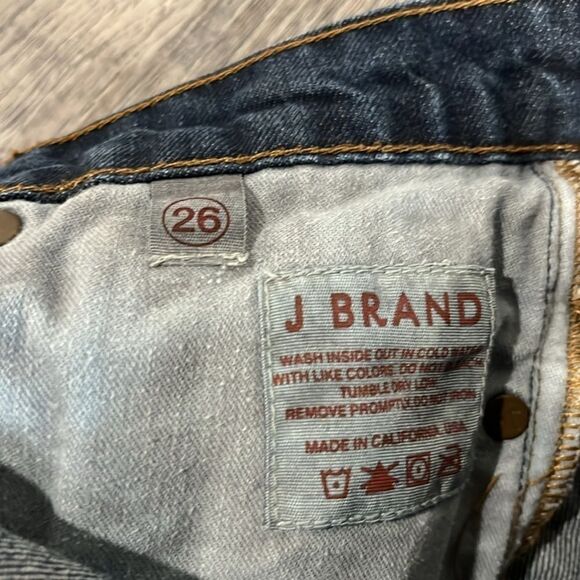 26
J BRAND
WASH INSIDE OUT IN COLD
WITH LIKE COLORS. DO NOT
TUMBLE DRY LOW
REMOVE PROMPTLY. DO NOT IRON
MADE IN CALIFORNIA. USA